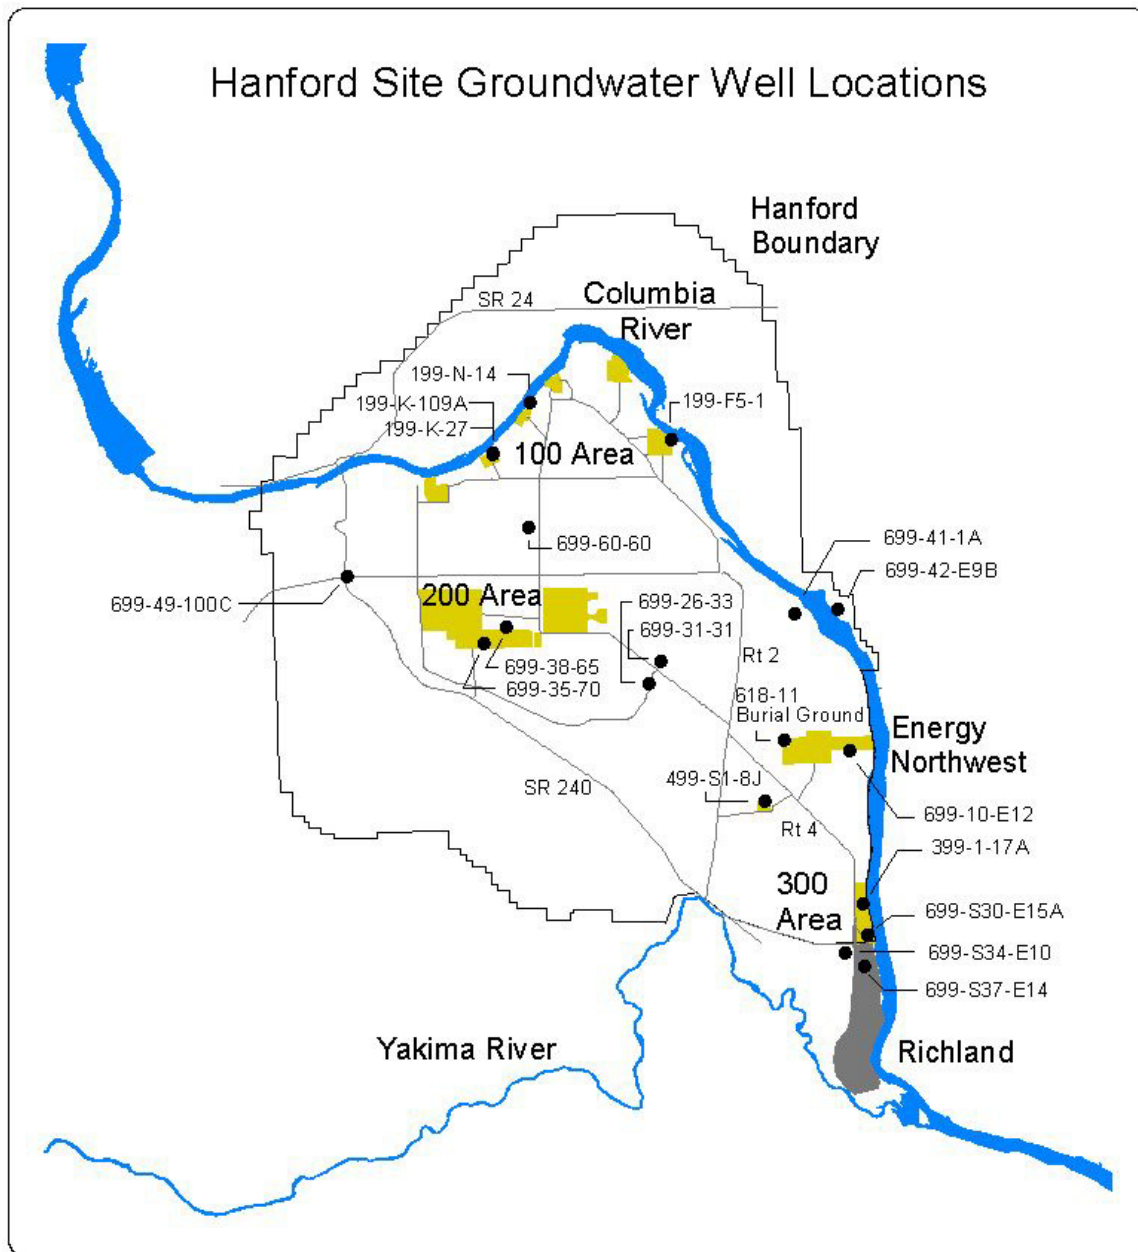 Hanford Site Groundwater Well Locations
Hanford
Boundary
Columbia
River
SR 24
199-N-14
199-K-109A
199-K-27
199-F5-1
100 Area
699-60-60
699-41-1A
699-42-E9B
699-49-100C
200 Area
699-26-33
699-31-31
699-38-65
699-35-70
Rt 2
618-11
Burial Ground
Energy
Northwest
499-S1-8J
SR 240
Rt 4
699-10-E12
399-1-17A
300
Area
699-S30-E15A
699-S34-E10
699-S37-E14
Yakima River
Richland